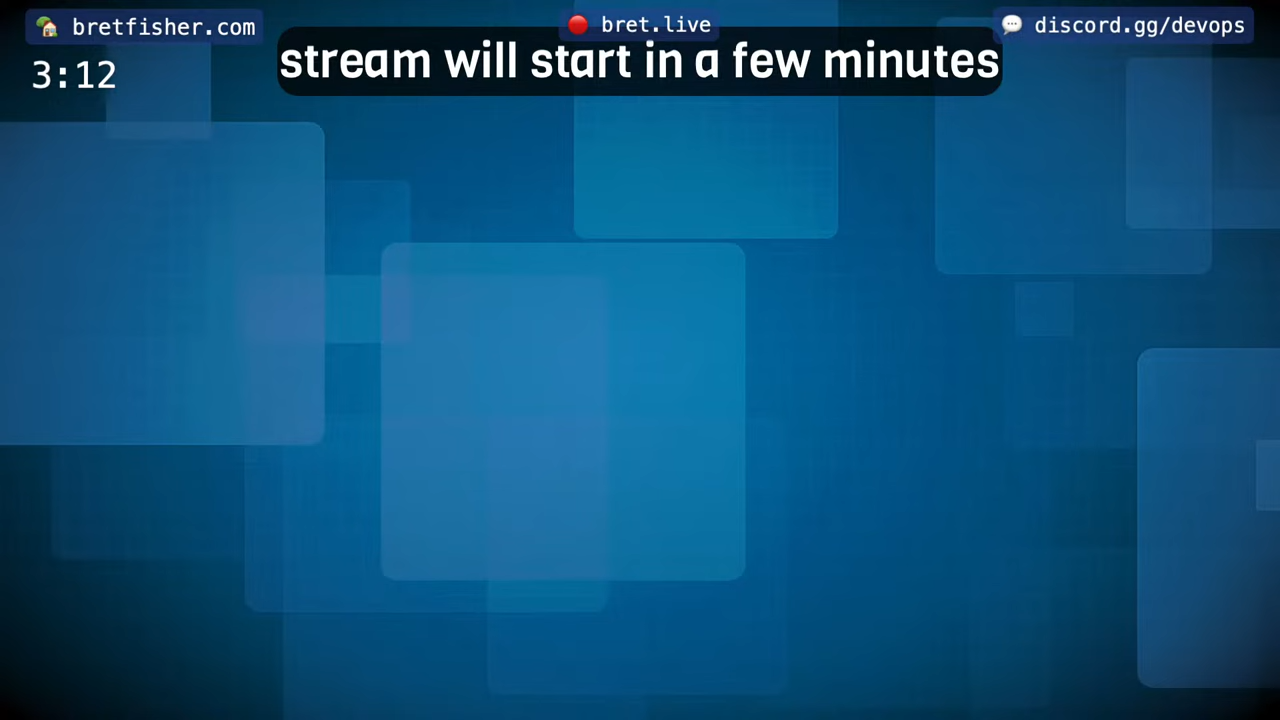 bretfisher.com
bret.live
discord.gg/devops
stream will start in a few minutes
3:12